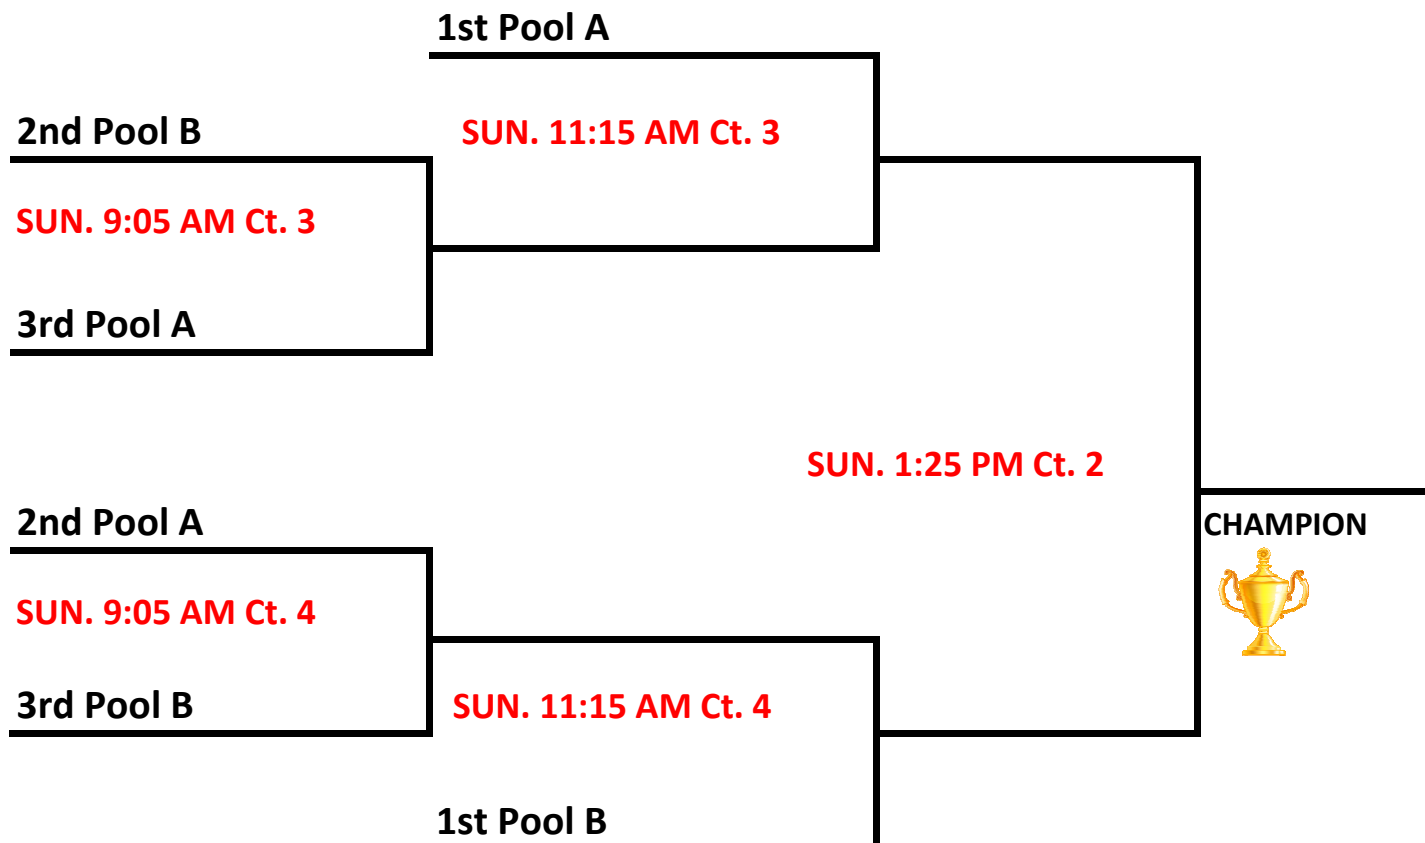 1st Pool A
2nd Pool B
SUN. 11:15 AM Ct. 3
SUN. 9:05 AM Ct. 3
3rd Pool A
SUN. 1:25 PM Ct. 2
2nd Pool A
CHAMPION
SUN. 9:05 AM Ct. 4
3rd Pool B
SUN. 11:15 AM Ct. 4
1st Pool B